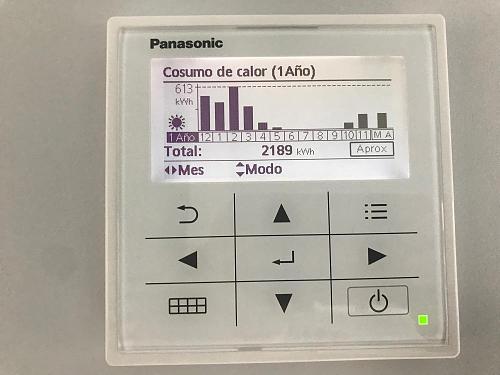 Panasonic
Cosumo de calor (1Año)
613
kWh
1 Año 12 1 2 3 4 5 6 7 8 9 10 11 M A
Total: 2189 kWh Aprox
Mes Modo